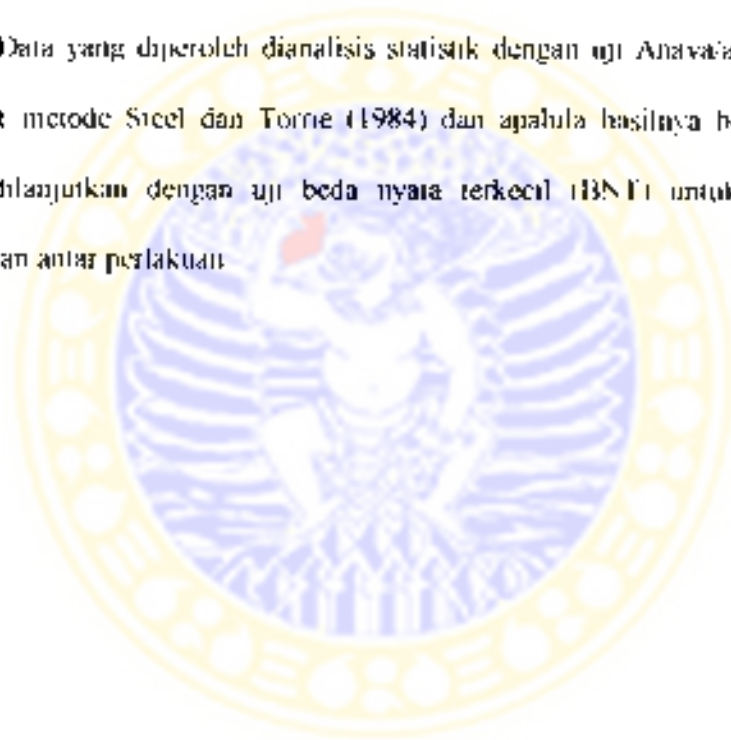 Data yang diperoleh dianalisis statistik dengan uji Anava/a
metode Steel dan Torrie (1984) dan apabila hasilnya b
dilanjutkan dengan uji beda nyata terkecil (BNT) untuk
an antar perlakuan